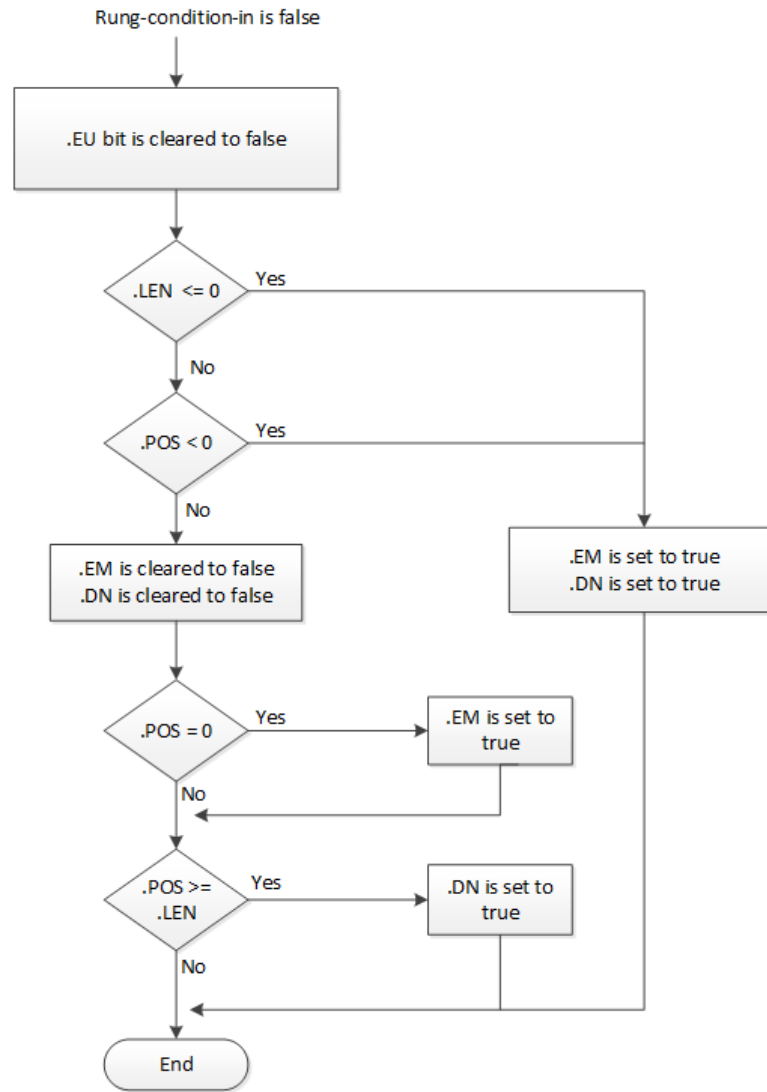 Rung-condition-in is false
.EU bit is cleared to false
.LEN <= 0
Yes
No
.POS < 0
Yes
No
.EM is cleared to false
.DN is cleared to false
.EM is set to true
.DN is set to true
.POS = 0
Yes
.EM is set to
true
No
.POS >=
.LEN
Yes
.DN is set to
true
No
End